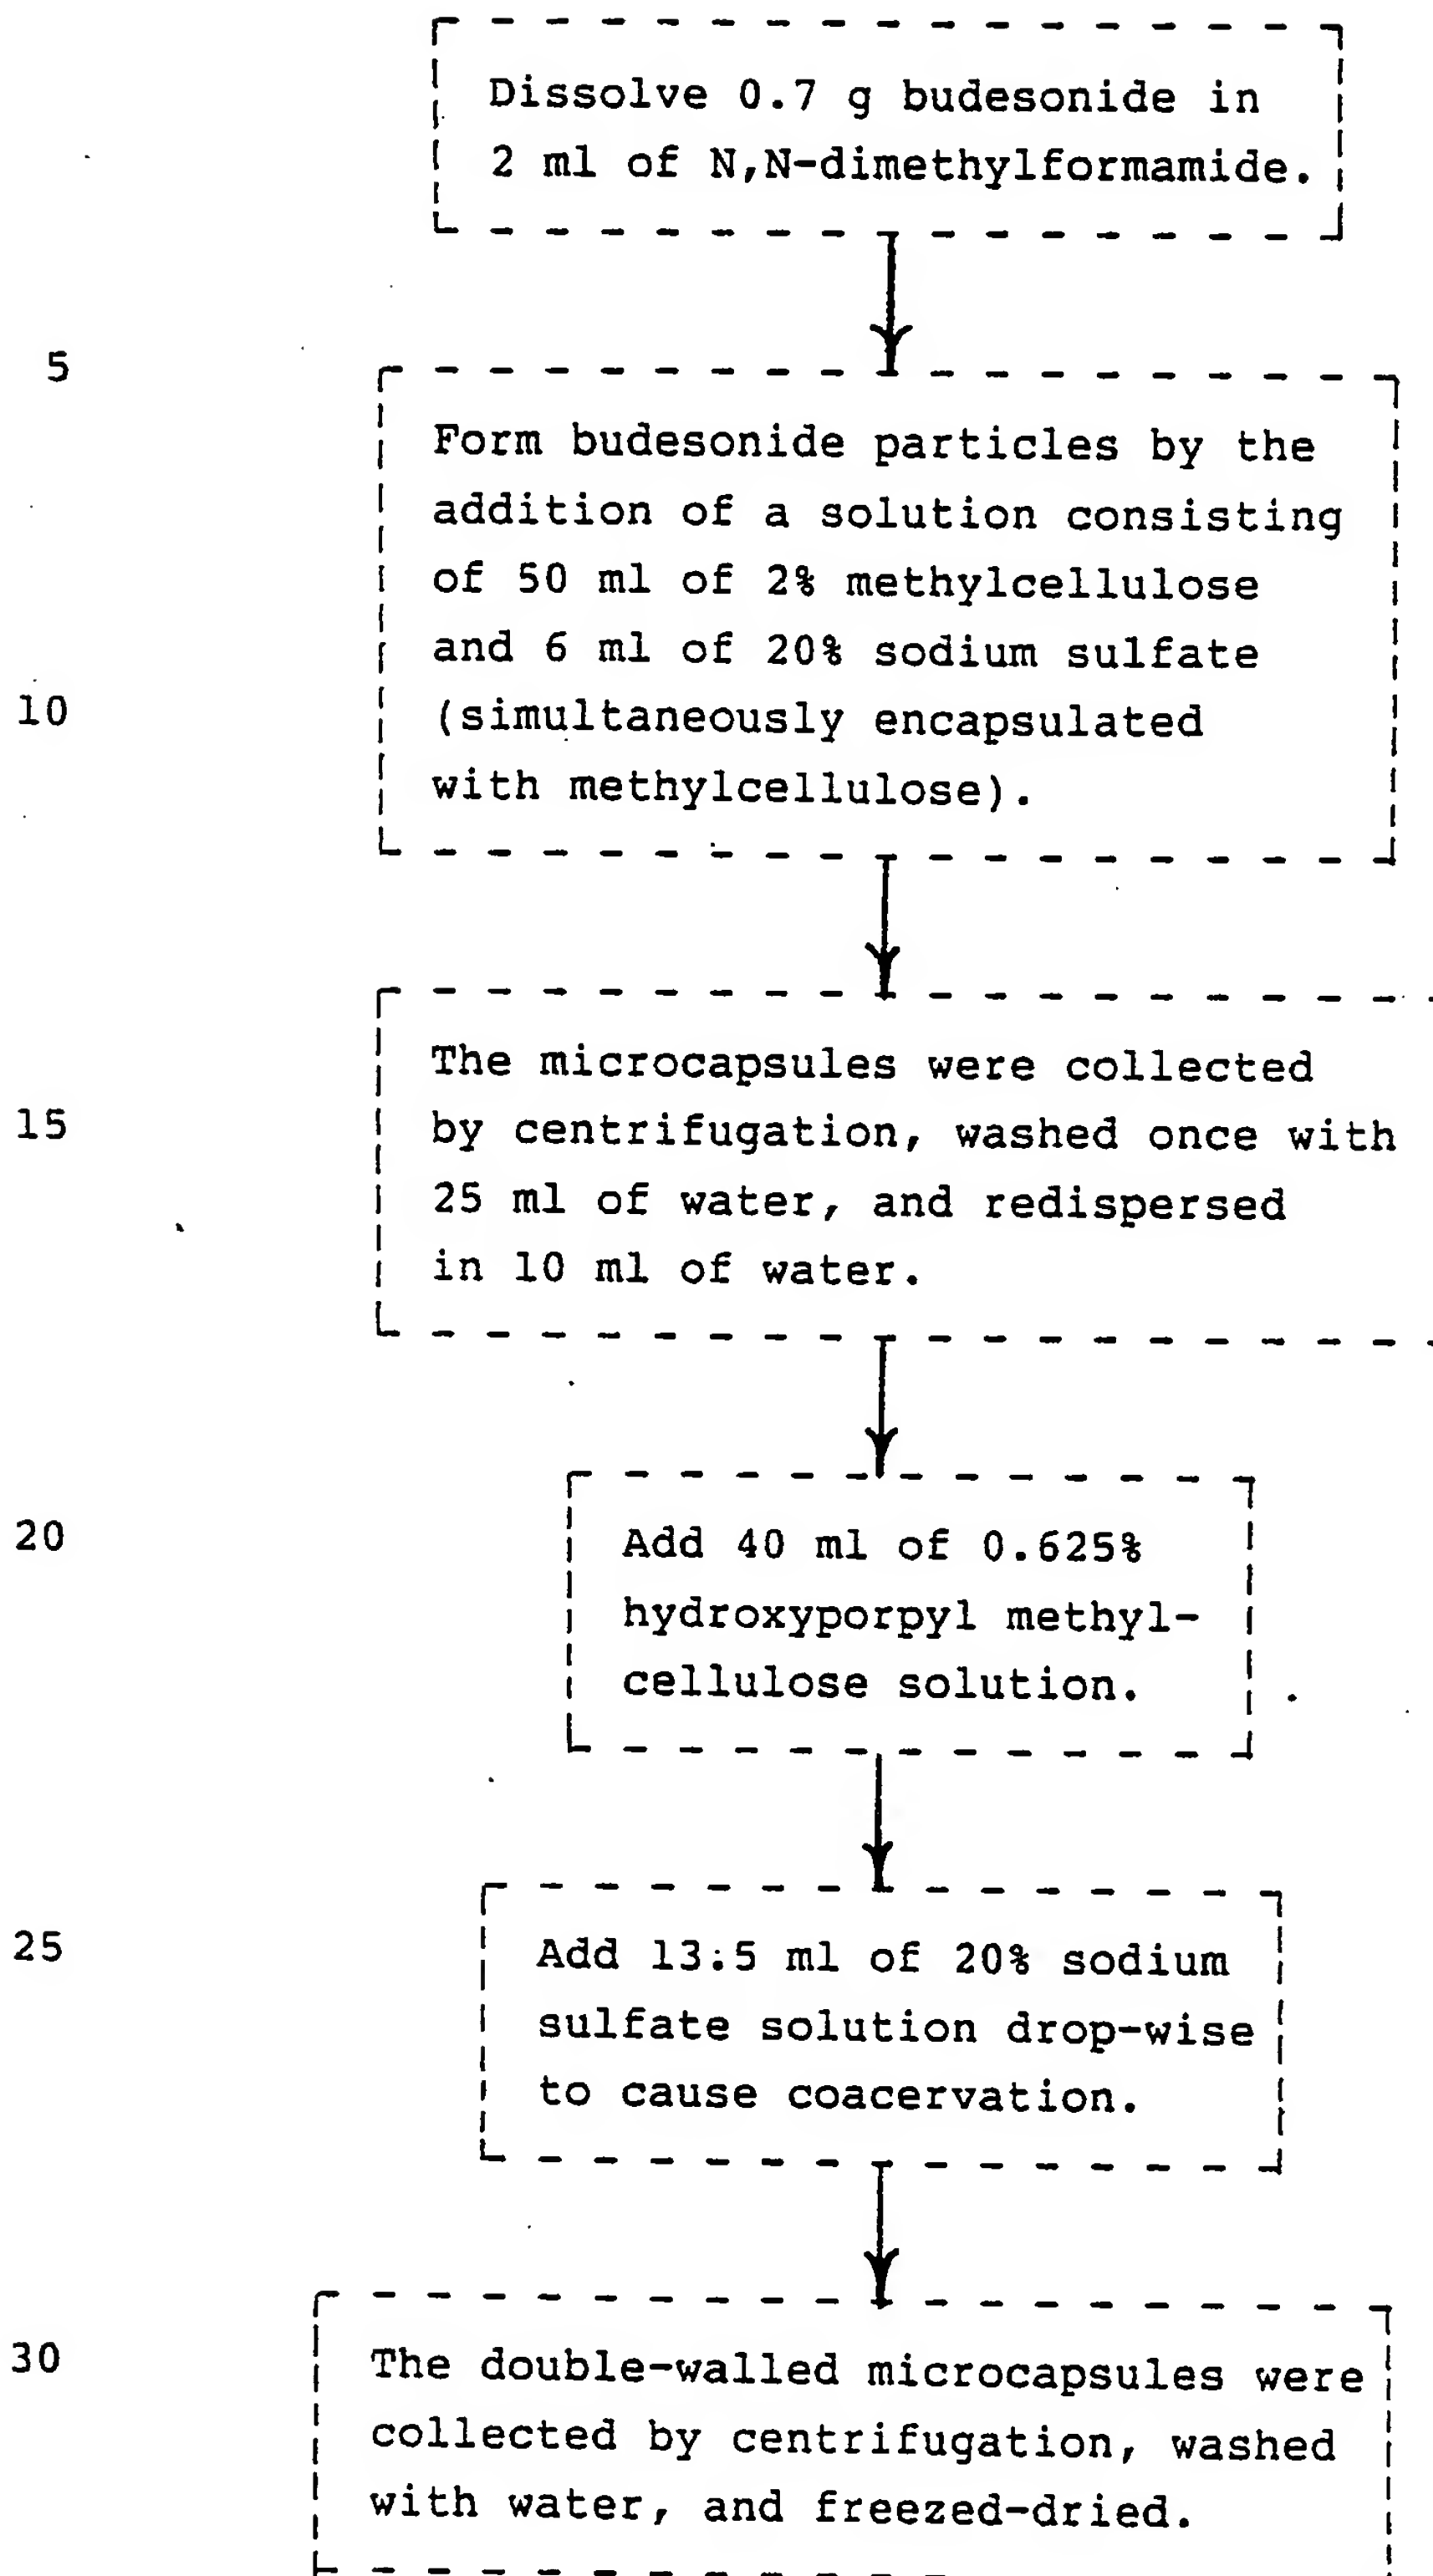 Dissolve 0.7 g budesonide in
2 ml of N,N-dimethylformamide.
5
Form budesonide particles by the
addition of a solution consisting
of 50 ml of 2% methylcellulose
and 6 ml of 20% sodium sulfate
10 (simultaneously encapsulated
with methylcellulose).
The microcapsules were collected
15 by centrifugation, washed once with
25 ml of water, and redispersed
in 10 ml of water.
20 Add 40 ml of 0.625%
hydroxyporpyl methyl-
cellulose solution.
25 Add 13.5 ml of 20% sodium
sulfate solution drop-wise
to cause coacervation.
30 The double-walled microcapsules were
collected by centrifugation, washed
with water, and freezed-dried.